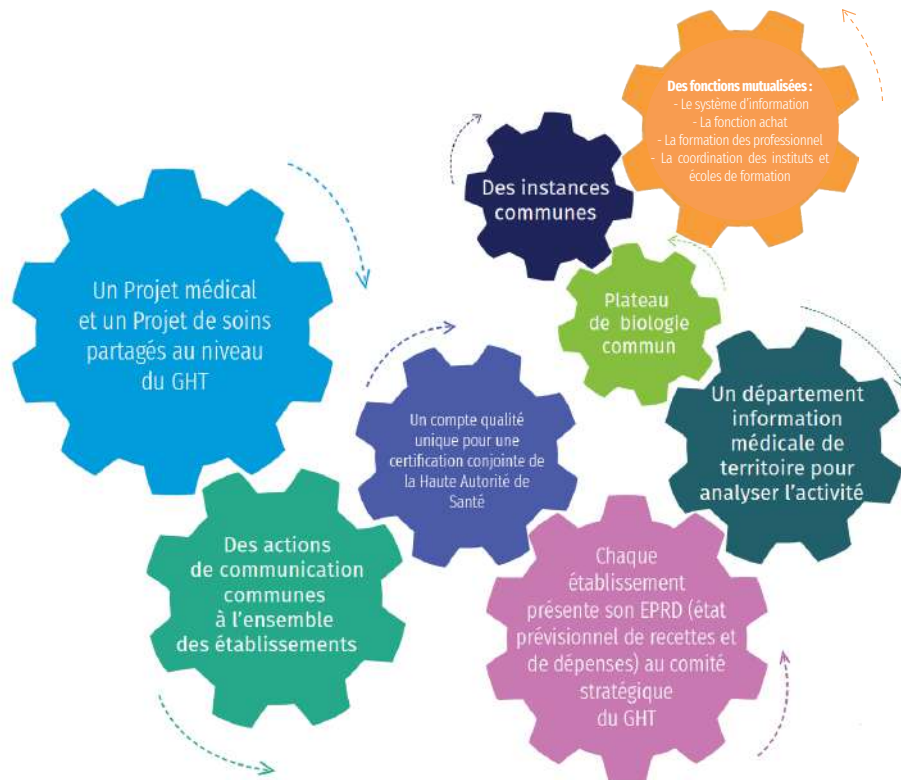 Des fonctions mutualisées :
- Le système d'information
- La fonction achat
- La formation des professionnel
- La coordination des instituts et
écoles de formation
Des instances
communes
Un Projet médical
et un Projet de soins
partagés au niveau
du GHT
Plateau
de biologie
commun
Un département
information
médicale de
territoire pour
analyser l'activité
Un compte qualité
unique pour une
certification conjointe de
la Haute Autorité de
Santé
Des actions
de communication
communes
à l'ensemble
des établissements
Chaque
établissement
présente son EPRD (état
prévisionnel de recettes et
de dépenses) au comité
stratégique
du GHT